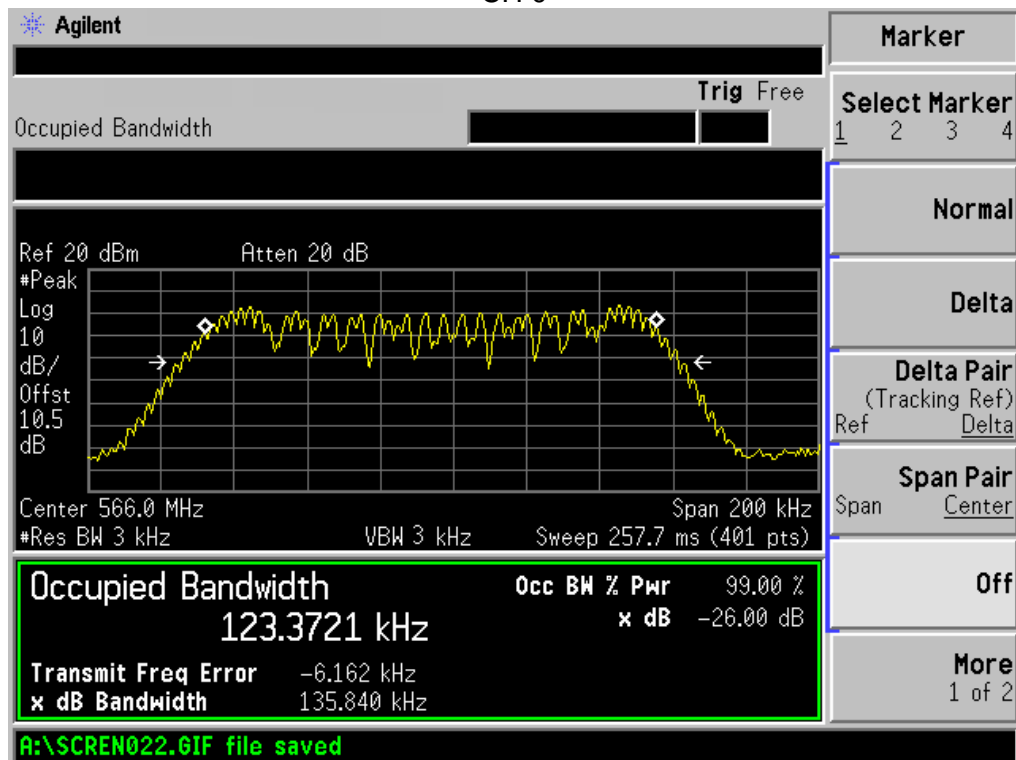 Agilent
Marker
Trig Free
Occupied Bandwidth
Select Marker
1 2 3 4
Normal
Delta
Delta Pair
(Tracking Ref)
Ref Delta
Span Pair
Span Center
Off
More
1 of 2
Ref 20 dBm Atten 20 dB
#Peak
Log
10
dB/
Offst
10.5
dB
Center 566.0 MHz Span 200 kHz
#Res BW 3 kHz VBW 3 kHz Sweep 257.7 ms (401 pts)
Occupied Bandwidth Occ BW % Pwr 99.00 %
123.3721 kHz x dB -26.00 dB
Transmit Freq Error -6.162 kHz
x dB Bandwidth 135.840 kHz
A:\SCREN022.GIF file saved